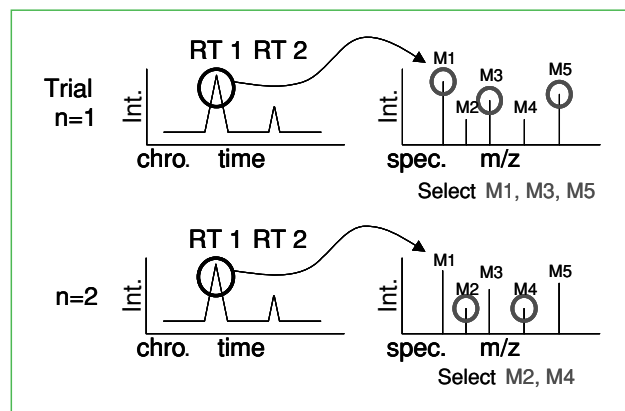 RT 1 RT 2
M1
M3
M5
Trial
n=1
Int.
Int.
M2
M4
chro. time
spec. m/z
Select M1, M3, M5
RT 1 RT 2
M1
M3
M5
n=2
Int.
Int.
M2
M4
chro. time
spec. m/z
Select M2, M4